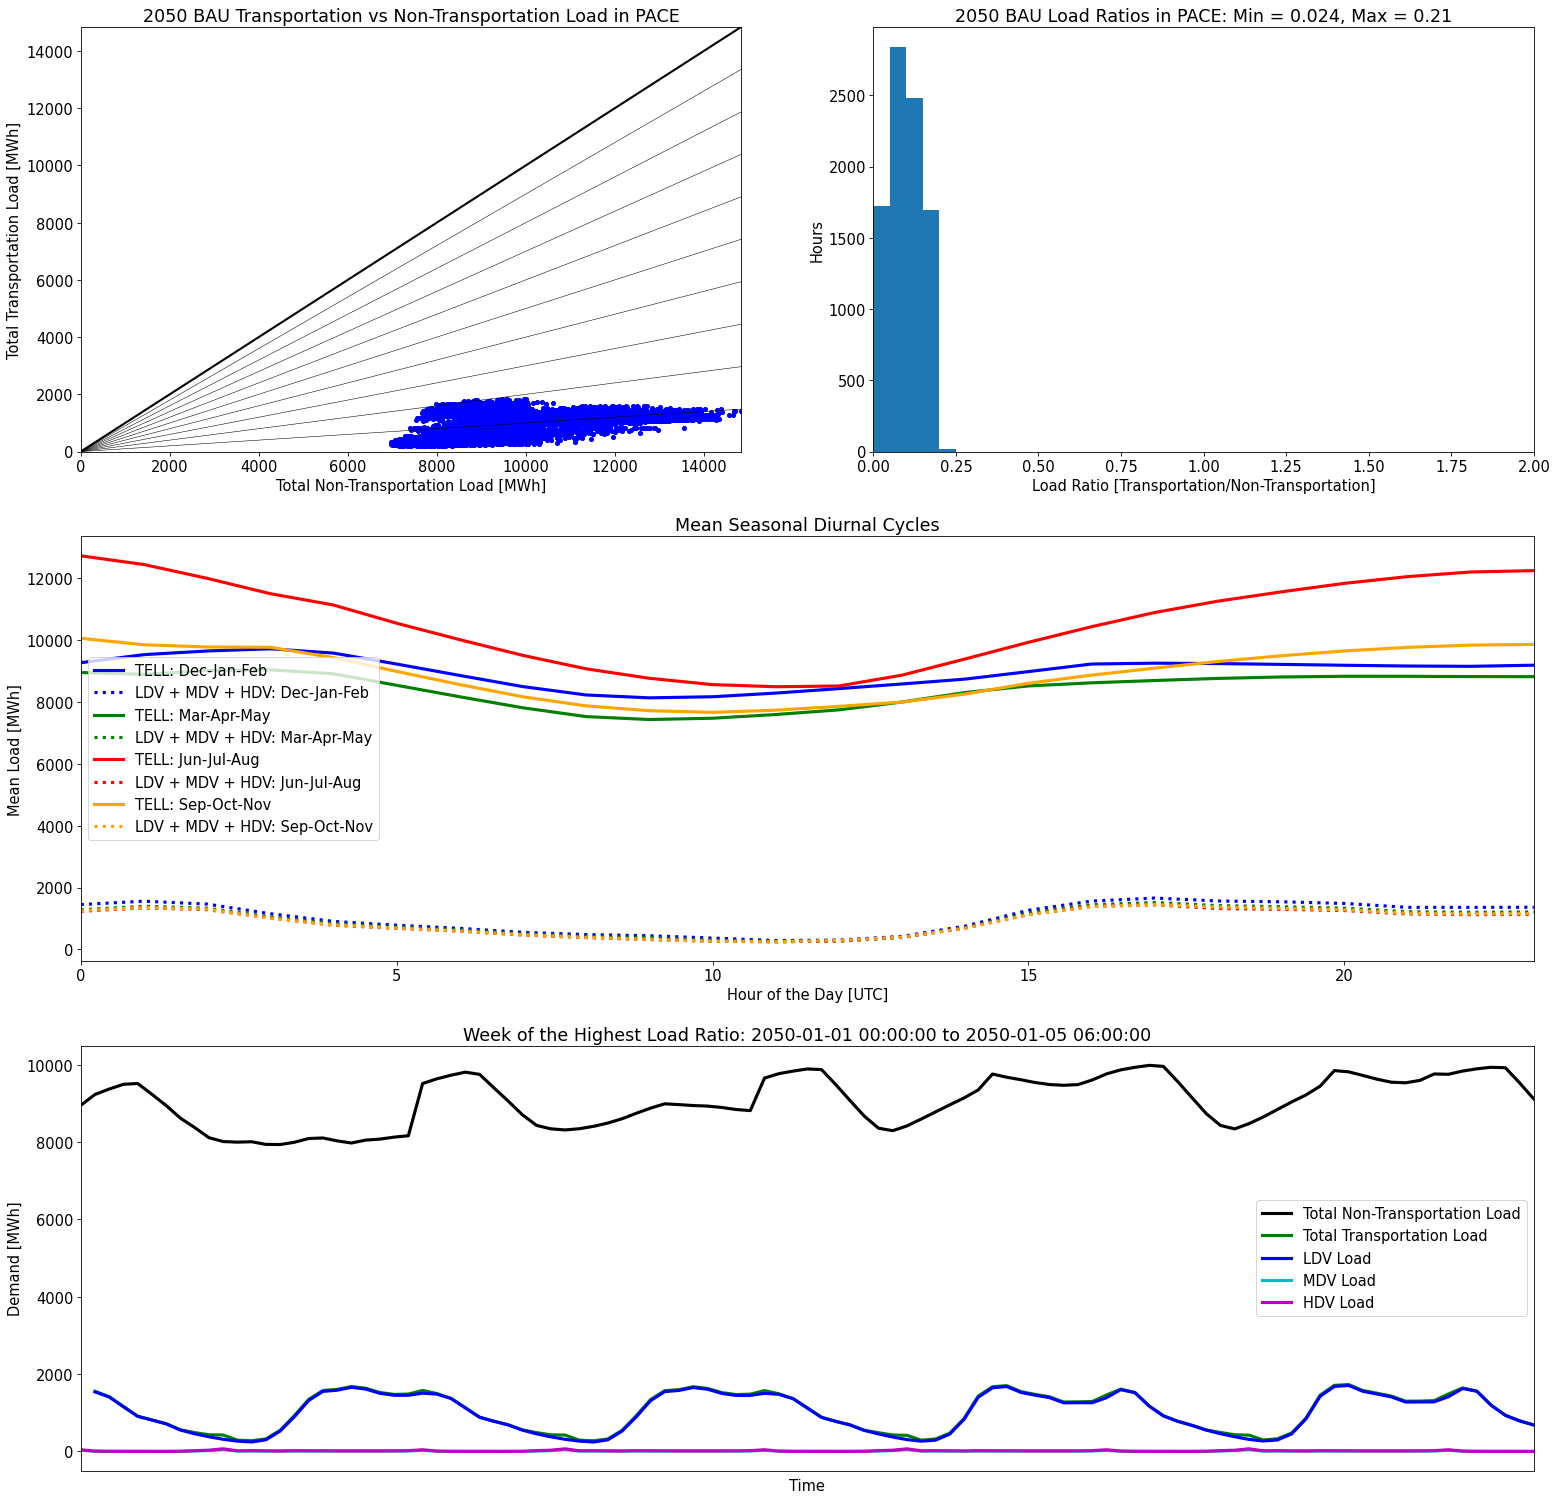 2050 BAU Transportation vs Non-Transportation Load in PACE
14000
12000
10000
8000
6000
4000
2000
0
Total Transportation Load [MWh]
0 2000 4000 6000 8000 10000 12000 14000
Total Non-Transportation Load [MWh]
2050 BAU Load Ratios in PACE: Min = 0.024, Max = 0.21
2500
2000
1500
1000
500
0
Hours
0.00 0.25 0.50 0.75 1.00 1.25 1.50 1.75 2.00
Load Ratio [Transportation/Non-Transportation]
Mean Seasonal Diurnal Cycles
12000
10000
8000
6000
4000
2000
0
Mean Load [MWh]
TELL: Dec-Jan-Feb
LDV + MDV + HDV: Dec-Jan-Feb
TELL: Mar-Apr-May
LDV + MDV + HDV: Mar-Apr-May
TELL: Jun-Jul-Aug
LDV + MDV + HDV: Jun-Jul-Aug
TELL: Sep-Oct-Nov
LDV + MDV + HDV: Sep-Oct-Nov
0 5 10 15 20
Hour of the Day [UTC]
Week of the Highest Load Ratio: 2050-01-01 00:00:00 to 2050-01-05 06:00:00
10000
8000
6000
4000
2000
0
Demand [MWh]
Total Non-Transportation Load
Total Transportation Load
LDV Load
MDV Load
HDV Load
Time